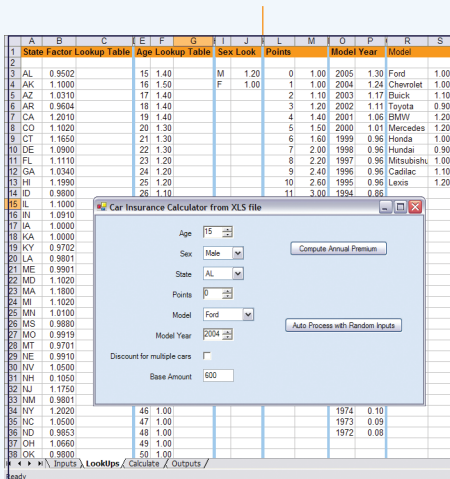 A B C E F G I J L M O P R S
1 State Factor Lookup Table Age Lookup Table Sex Look Points Model Year Model
2
3 AL 0.9502 15 1.40 M 1.20 0 1.00 2005 1.30 Ford 1.00
4 AK 1.1000 16 1.50 F 1.00 1 1.00 2004 1.24 Chevrolet 1.00
5 AZ 1.0310 17 1.40 2 1.10 2003 1.17 Buick 1.10
6 AR 0.9604 18 1.40 3 1.20 2002 1.11 Toyota 0.90
7 CA 1.2010 19 1.40 4 1.40 2001 1.06 BMW 1.20
8 CO 1.1020 20 1.30 5 1.50 2000 1.01 Mercedes 1.20
9 CT 1.1650 21 1.30 6 1.60 1999 0.96 Honda 1.00
10 DE 1.0900 22 1.30 7 2.00 1998 0.96 Hundai 0.90
11 FL 1.1110 23 1.20 8 2.20 1997 0.96 Mitsubishu 1.00
12 GA 1.0340 24 1.20 9 2.40 1996 0.96 Cadilac 1.10
13 HI 1.1990 25 1.20 10 2.60 1995 0.96 Lexis 1.20
14 ID 0.9800 26 1.10 11 3.00 1994 0.86
15 IL 1.1000
16 IN 1.0910
17 IA 1.0000
18 KA 1.0000
19 KY 0.9702
20 LA 0.9801
21 ME 0.9901
22 MD 1.1020
23 MA 1.1800
24 MI 1.1020
25 MN 1.0100
26 MS 0.9880
27 MO 0.9919
28 MT 0.9701
29 NE 0.9910
30 NV 1.0500
31 NH 0.1050
32 NJ 1.1750
33 NM 0.9801
34 NY 1.2020 46 1.00 1974 0.10
35 NC 1.0500 47 1.00 1973 0.09
36 ND 0.9853 48 1.00 1972 0.08
37 OH 1.0660 49 1.00
38 OK 0.9800 50 1.00
Car Insurance Calculator from XLS file
Age 15
Sex Male
State AL
Points 0
Model Ford
Model Year 2004
Discount for multiple cars
Base Amount 600
Compute Annual Premium
Auto Process with Random Inputs
Inputs LookUps Calculate Outputs
Ready